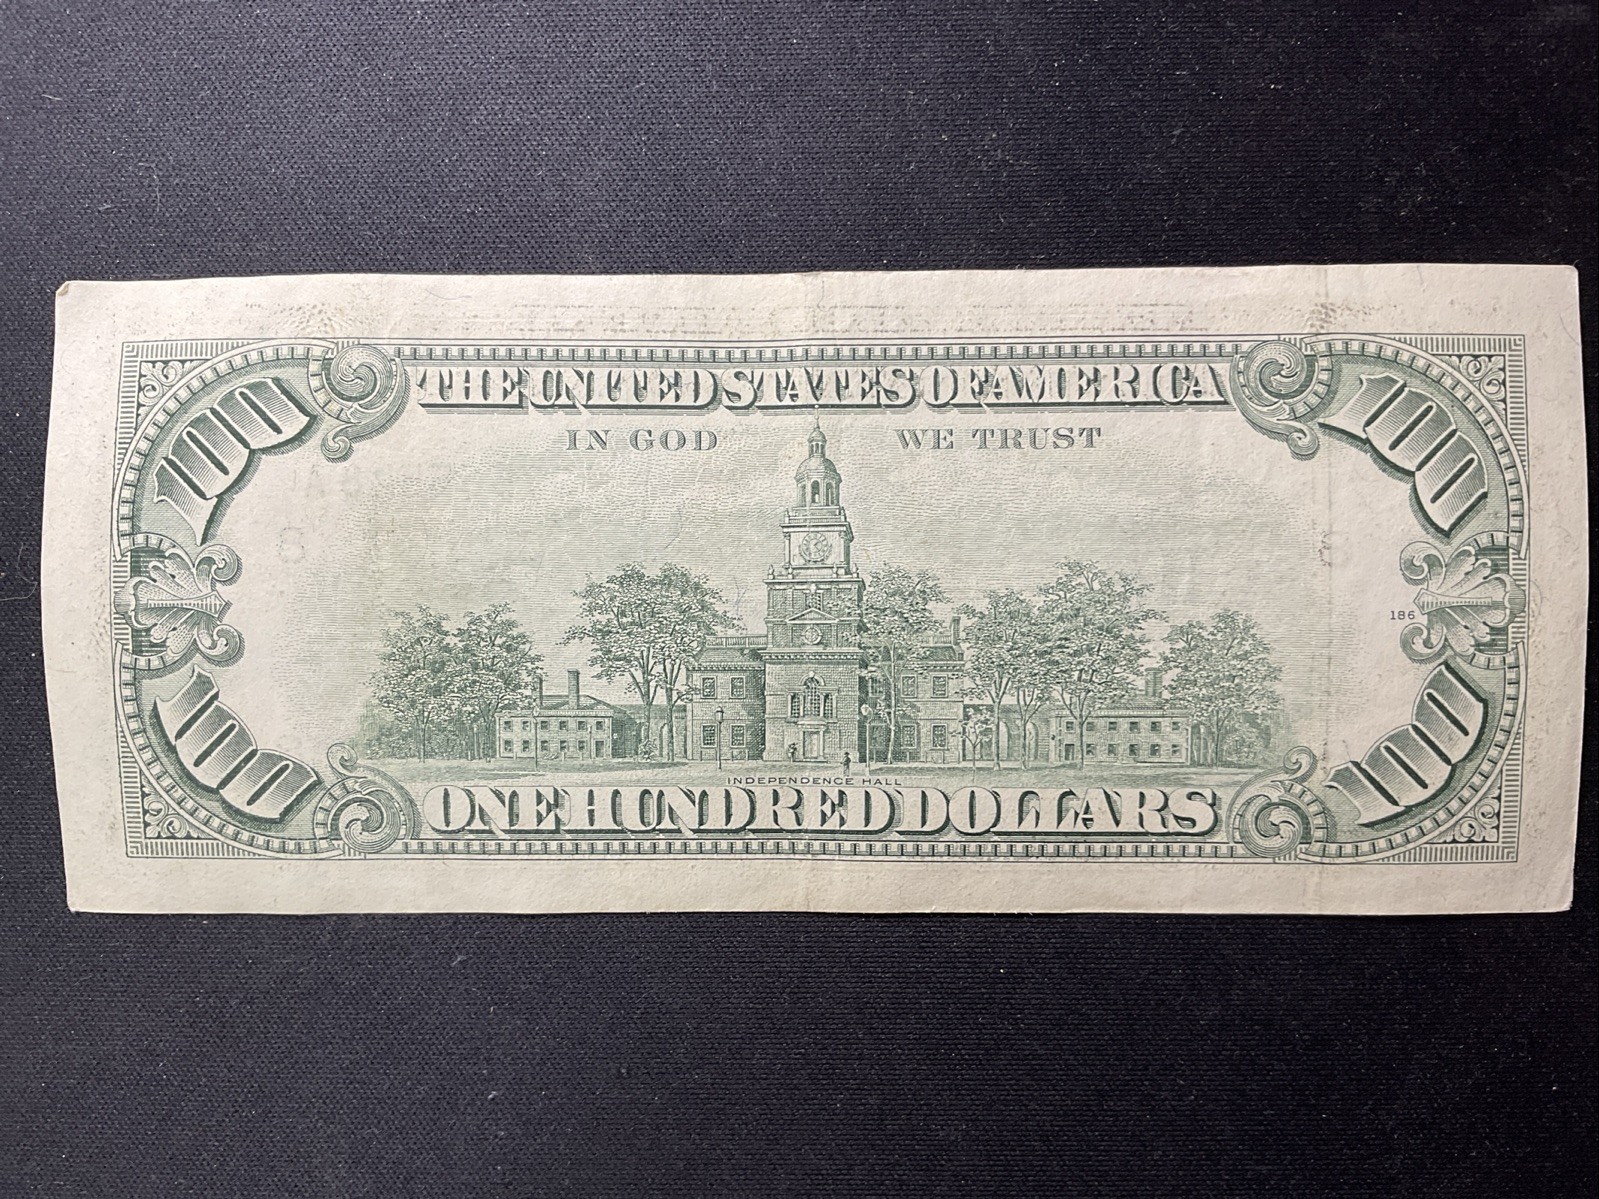 THE UNITED STATES OF AMERICA
100 100
IN GOD WE TRUST
186
100 100
INDEPENDENCE HALL
ONE HUNDRED DOLLARS